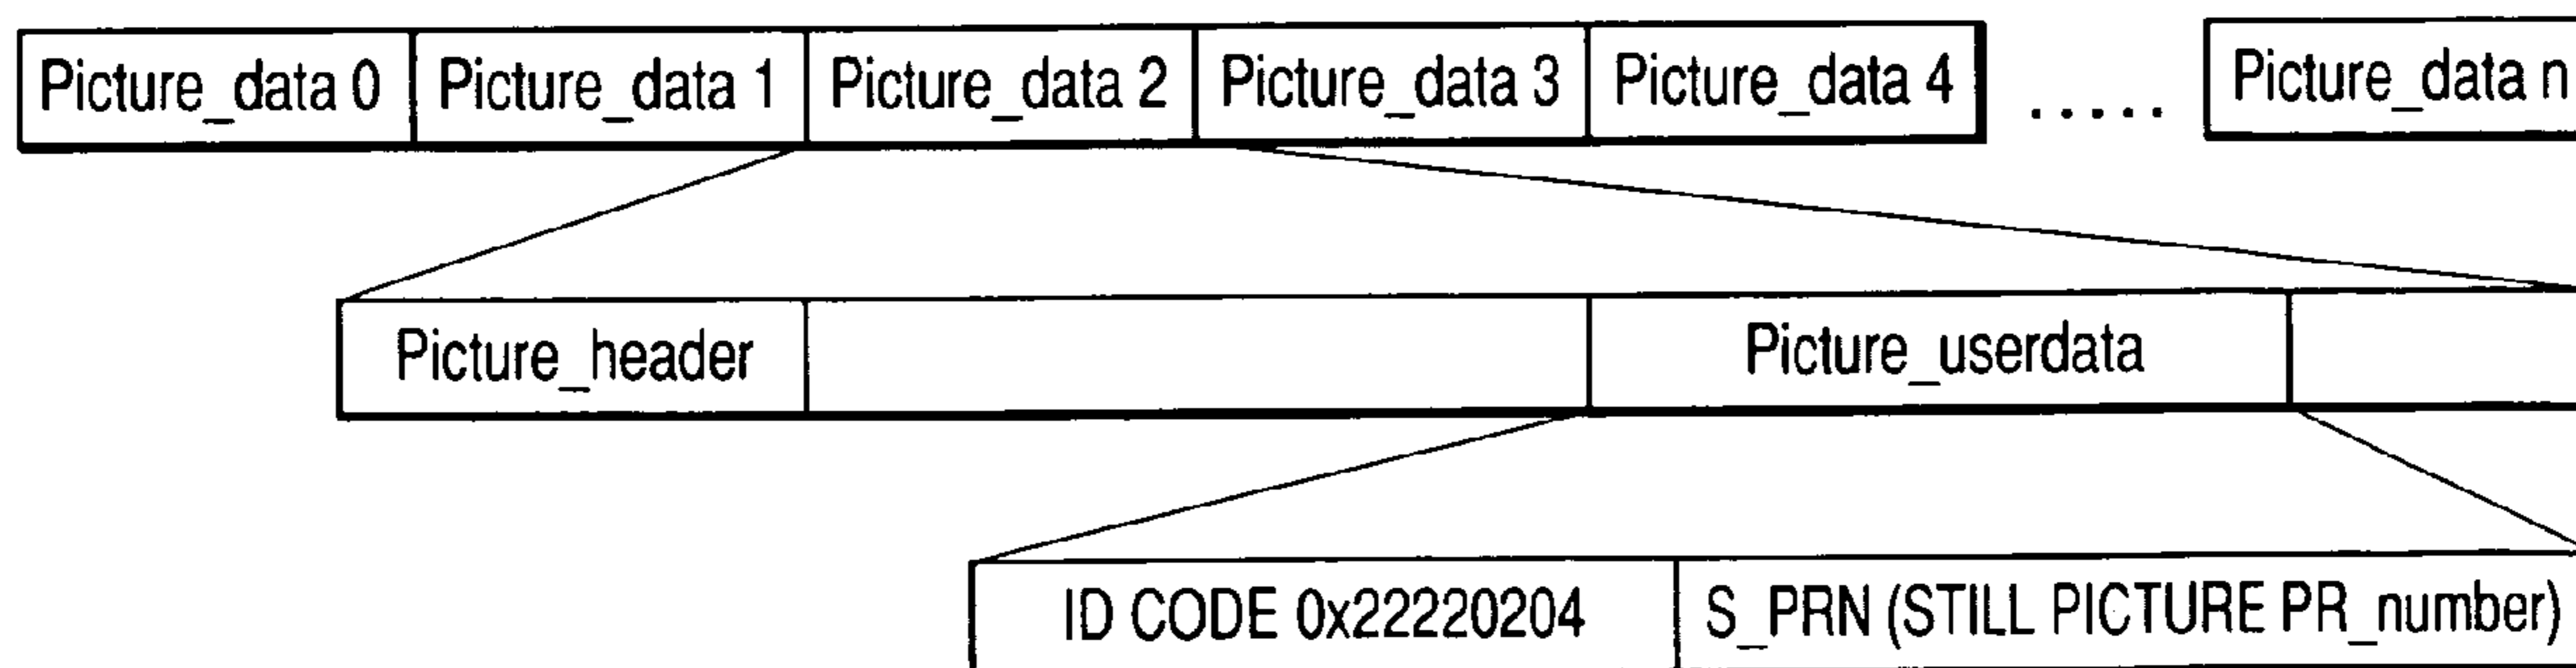 Picture_data 0 Picture_data 1 Picture_data 2 Picture_data 3 Picture_data 4 ..... Picture_data n
Picture_header Picture_userdata
ID CODE 0x22220204 S_PRN (STILL PICTURE PR_number)